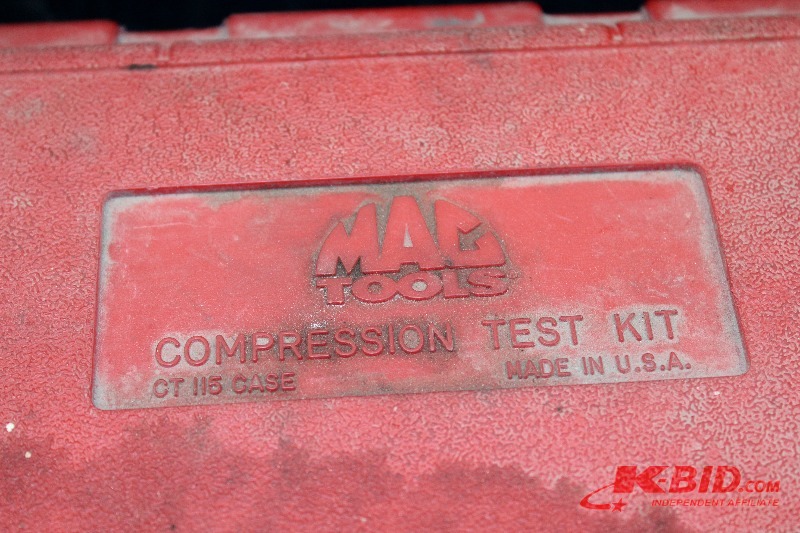 MAC
TOOLS
COMPRESSION TEST KIT
CT 115 CASE MADE IN U.S.A.
K-BID.COM
INDEPENDENT AFFILIATE